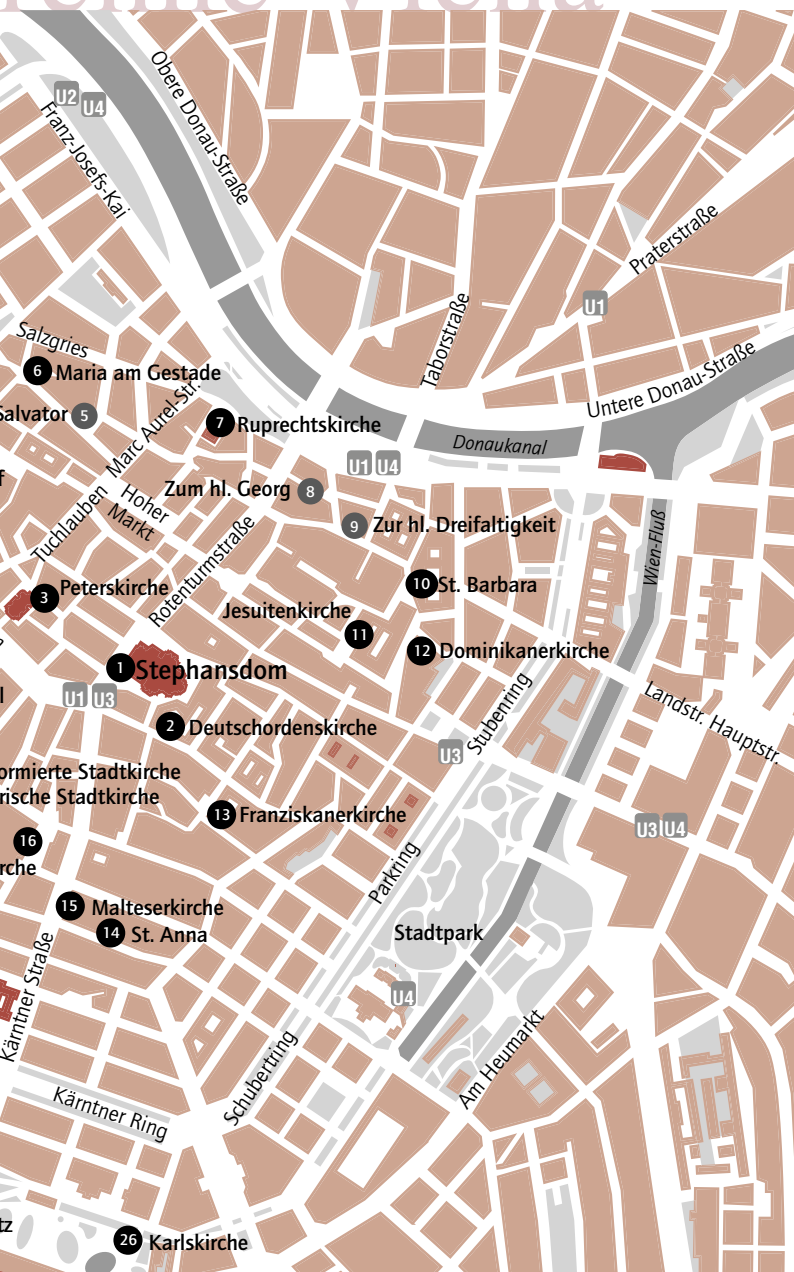 U2
U4
Obere Donau-Straße
Franz-Josefs-Kai
Praterstraße
U1
Taborstraße
Salzgries
6 Maria am Gestade
Untere Donau-Straße
Salvator 5
Marc Aurel-Str.
7 Ruprechtskirche
Donaukanal
U1 U4
Zum hl. Georg 8
Tuchlauben
Hoher
Markt
9 Zur hl. Dreifaltigkeit
Rotenturmstraße
Wien-Fluß
3 Peterskirche
10 St. Barbara
Jesuitenkirche
11
12 Dominikanerkirche
1 Stephansdom
U1 U3
Landstr. Hauptstr.
Stubenring
2 Deutschordenskirche
U3
ormierte Stadtkirche
rische Stadtkirche
13 Franziskanerkirche
U3 U4
16
rche
Parkring
15 Malteserkirche
14 St. Anna
Stadtpark
Kärntner Straße
U4
Am Heumarkt
Schubertring
Kärntner Ring
tz
26 Karlskirche